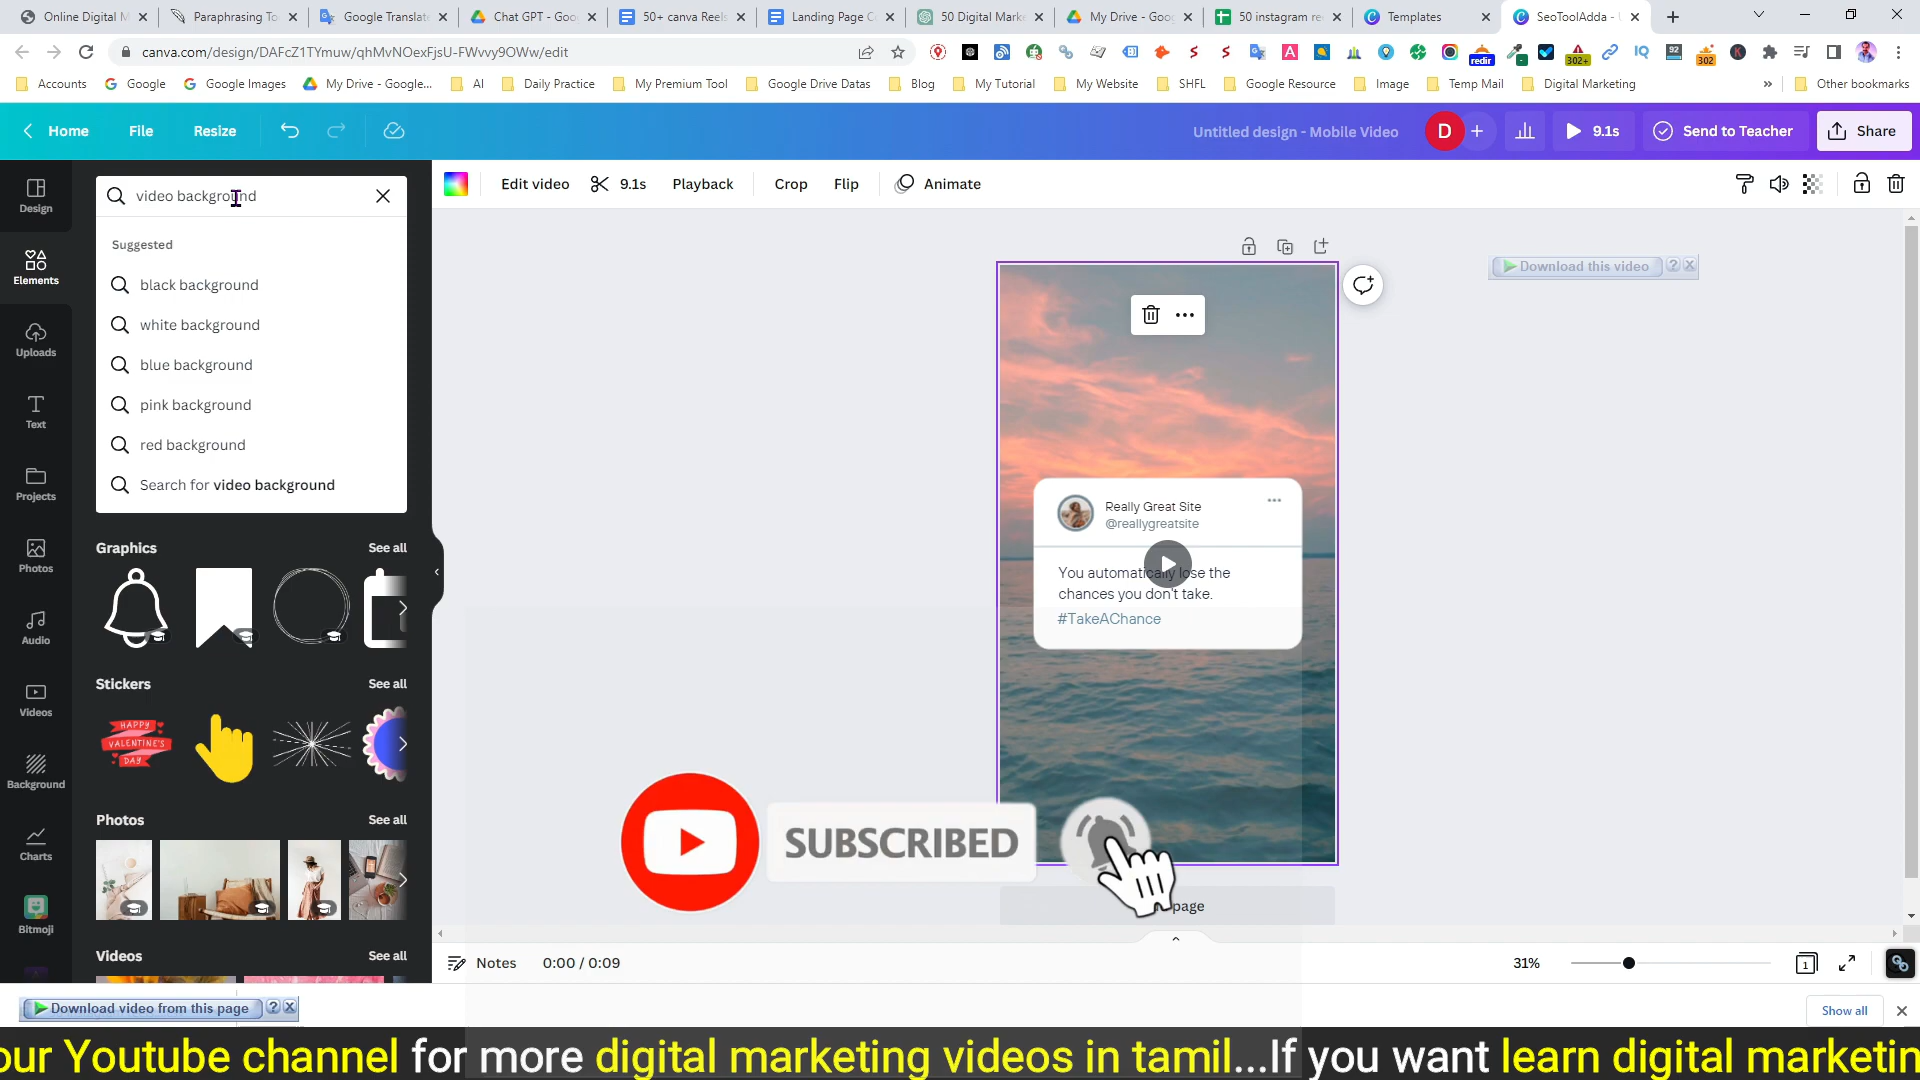 Online Digital M
Paraphrasing To
Google Translat
Chat GPT - Goo
50+ canva Reels
Landing Page C
50 Digital Mark
My Drive - Goog
50 instagram re
Templates
SeoToolAdda -
canva.com/design/DAFcZ1TYmuw/qhMvNOexFjsU-FWvvy9OWw/edit
redir
302+
92
302
Accounts
Google
Google Images
My Drive - Google...
AI
Daily Practice
My Premium Tool
Google Drive Datas
Blog
My Tutorial
My Website
SHFL
Google Resource
Image
Temp Mail
Digital Marketing
Other bookmarks
Home
File
Resize
Untitled design - Mobile Video
D
9.1s
Send to Teacher
Share
Design
Elements
Uploads
Text
Projects
Photos
Audio
Videos
Background
Charts
Bitmoji
video background
Suggested
black background
white background
blue background
pink background
red background
Search for video background
Graphics
See all
Stickers
See all
HAPPY
VALENTINE'S
DAY
Photos
See all
Videos
See all
Edit video
9.1s
Playback
Crop
Flip
Animate
Download this video
Really Great Site
@reallygreatsite
You automatically lose the
chances you don't take.
#TakeAChance
SUBSCRIBED
page
Notes
0:00 / 0:09
31%
1
Download video from this page
Show all
our Youtube channel for more digital marketing videos in tamil...If you want learn digital marketin